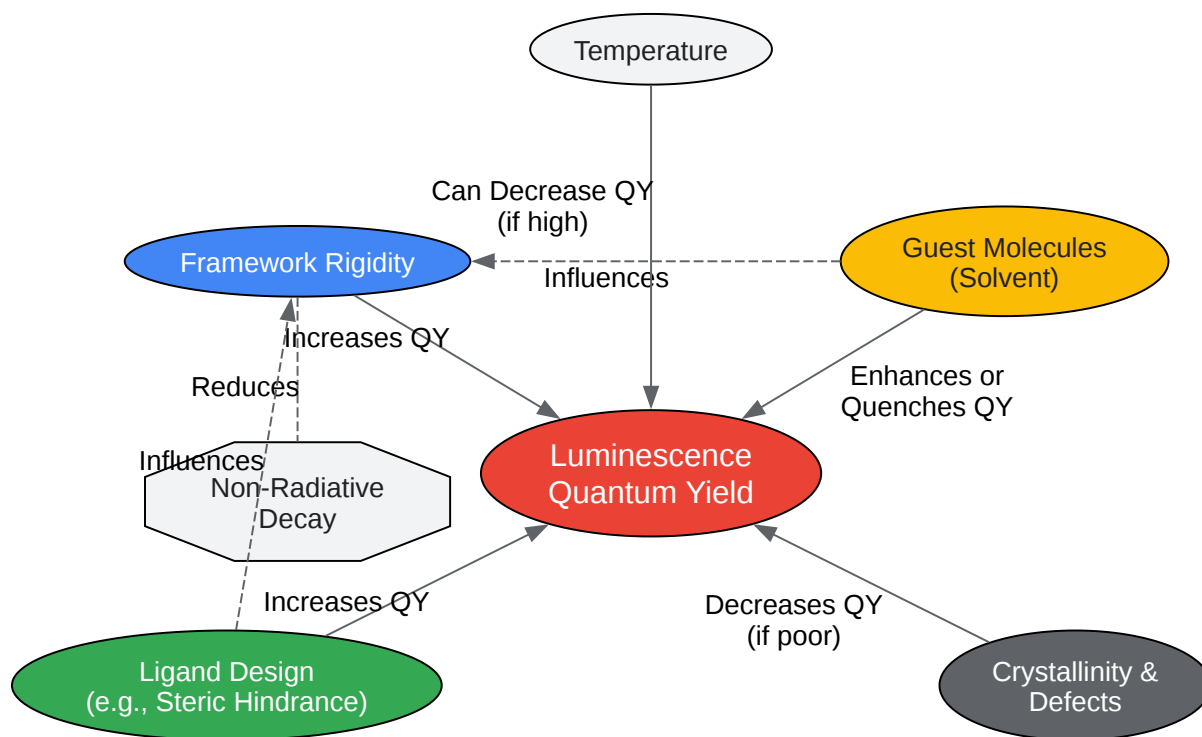 Temperature
Can Decrease QY
(if high)
Framework Rigidity
Guest Molecules
(Solvent)
Influences
Increases QY
Reduces
Enhances or
Quenches QY
Influences
Non-Radiative
Decay
Luminescence
Quantum Yield
Increases QY
Decreases QY
(if poor)
Ligand Design
(e.g., Steric Hindrance)
Crystallinity &
Defects